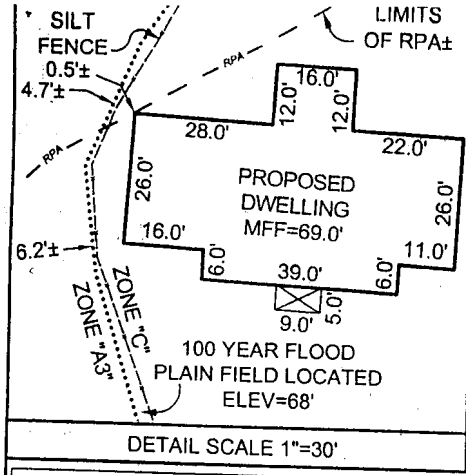 SILT
FENCE
LIMITS
OF RPA±
0.5'±
4.7'±
RPA
16.0'
12.0'
12.0'
28.0'
22.0'
RPA
26.0'
PROPOSED
DWELLING
MFF=69.0'
26.0'
16.0'
11.0'
6.2'±
6.0'
39.0'
6.0'
ZONE "C"
ZONE "A3"
9.0'
5.0'
100 YEAR FLOOD
PLAIN FIELD LOCATED
ELEV=68'
DETAIL SCALE 1"=30'